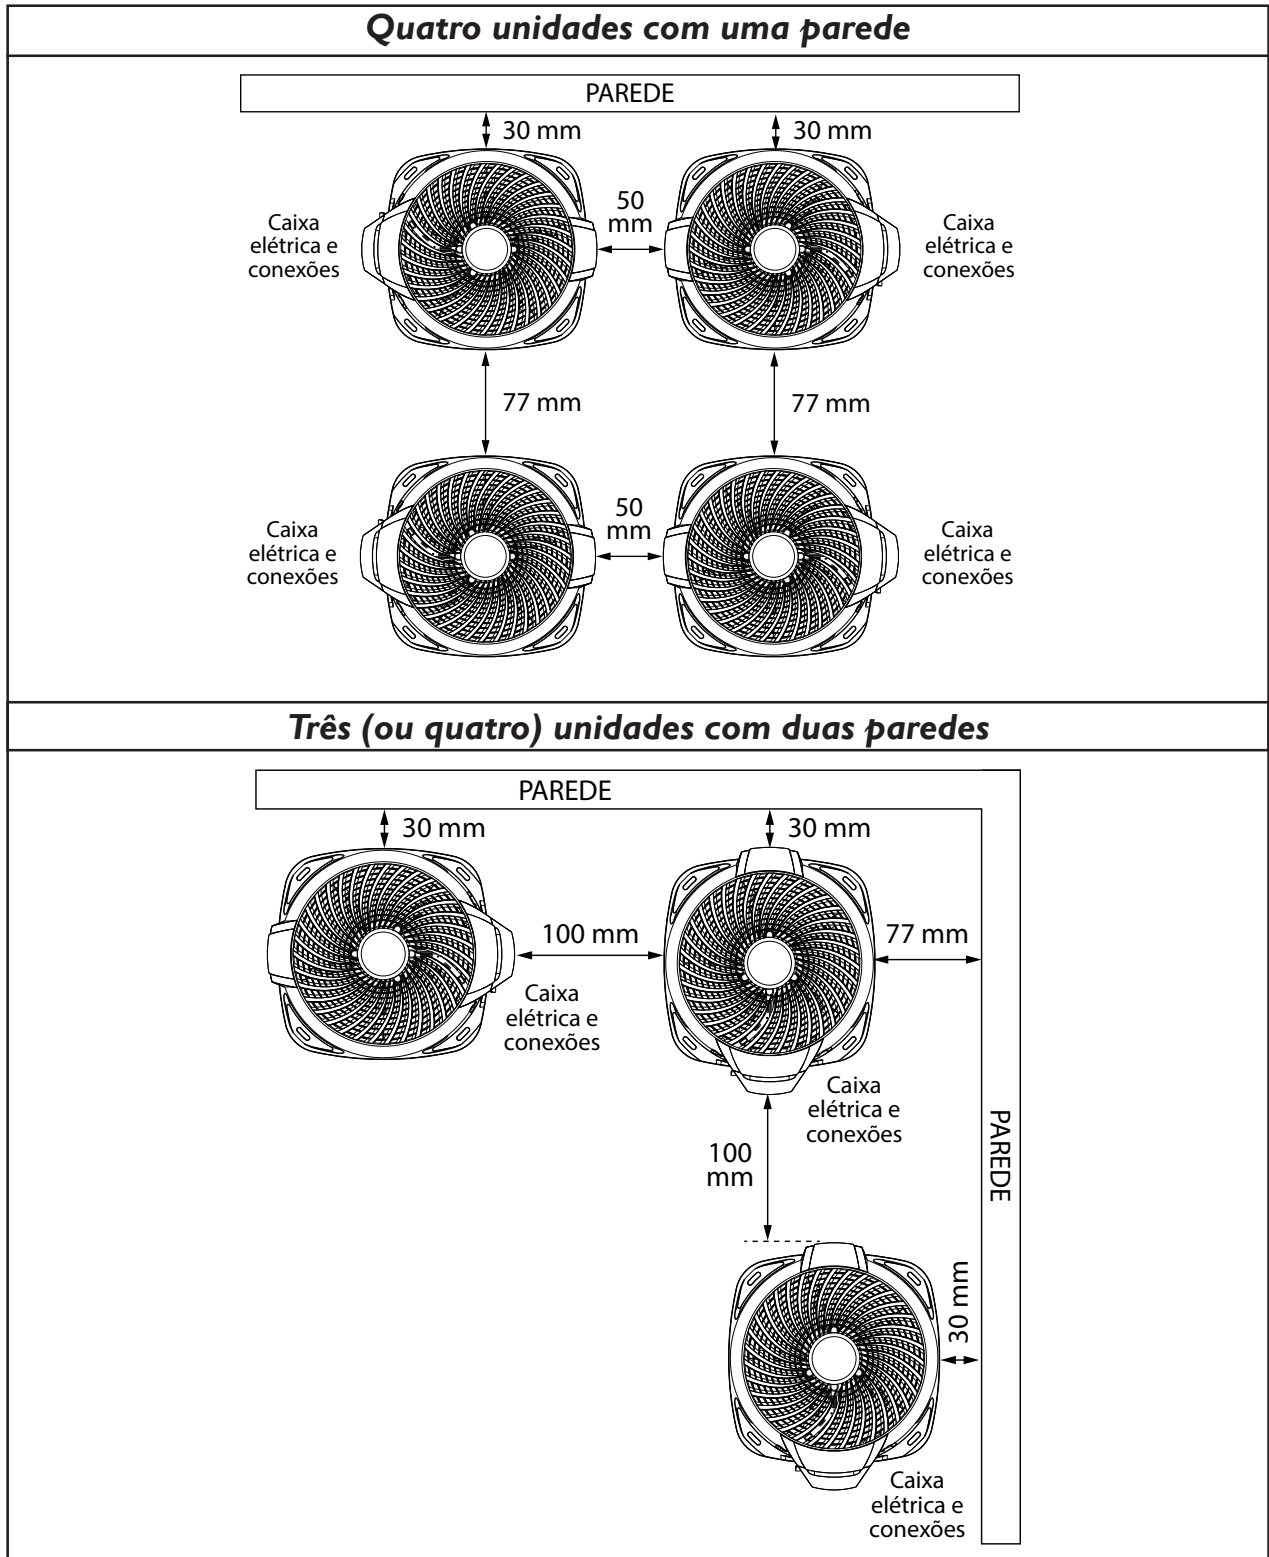 Quatro unidades com uma parede
PAREDE
30 mm
30 mm
Caixa
elétrica e
conexões
50
mm
Caixa
elétrica e
conexões
77 mm
77 mm
Caixa
elétrica e
conexões
50
mm
Caixa
elétrica e
conexões
Três (ou quatro) unidades com duas paredes
PAREDE
30 mm
30 mm
100 mm
77 mm
Caixa
elétrica e
conexões
Caixa
elétrica e
conexões
PAREDE
100
mm
30 mm
Caixa
elétrica e
conexões